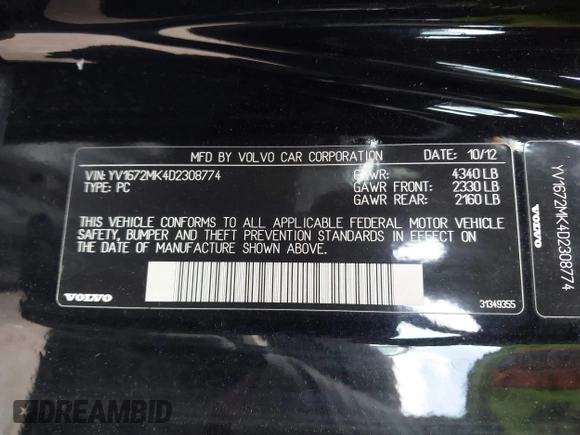 MFD BY VOLVO CAR CORPORATION DATE: 10/12
VIN: YV1672MK4D2308774 GAWR: 4340 LB
TYPE: PC GAWR FRONT: 2330 LB
GAWR REAR: 2160 LB
THIS VEHICLE CONFORMS TO ALL APPLICABLE FEDERAL MOTOR VEHICLE
SAFETY, BUMPER AND THEFT PREVENTION STANDARDS IN EFFECT ON THE
DATE OF MANUFACTURE SHOWN ABOVE.
VOLVO
31349355
YV1672MK4D2308774
VOLVO
DREAMBID